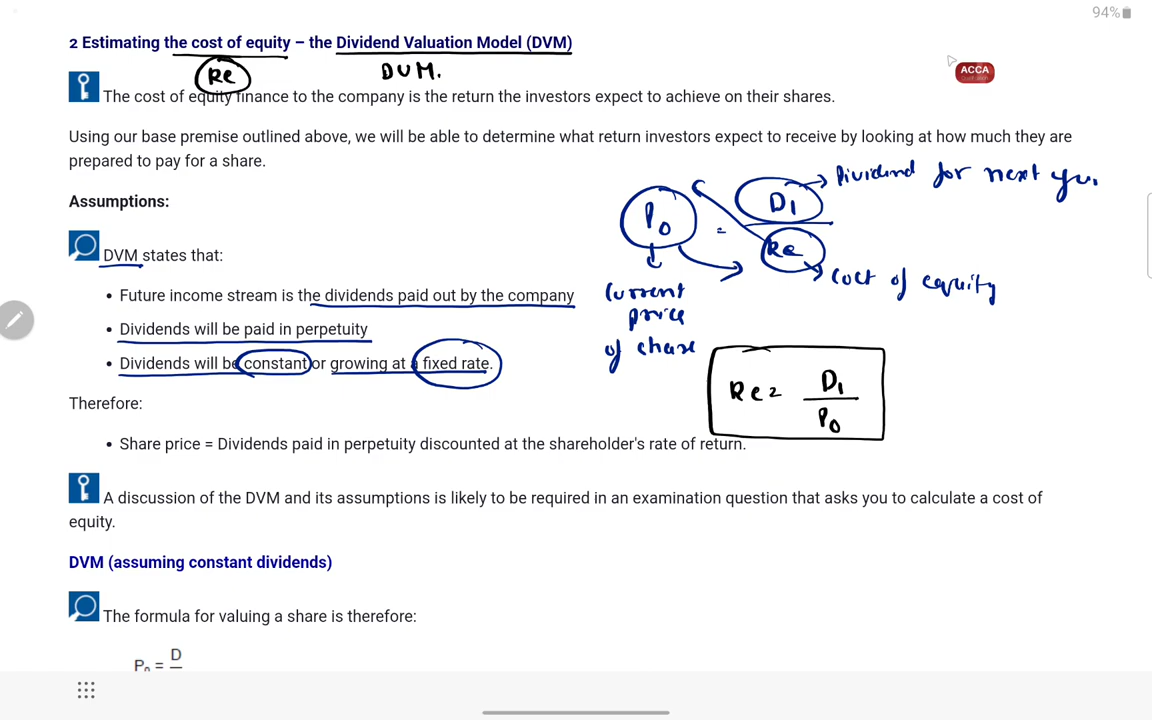 94%
2 Estimating the cost of equity – the Dividend Valuation Model (DVM)
Re
DVM.
ACCA
The cost of equity finance to the company is the return the investors expect to achieve on their shares.
Using our base premise outlined above, we will be able to determine what return investors expect to receive by looking at how much they are
prepared to pay for a share.
Dividend for next
Assumptions:
P0 = D1 / Re
DVM states that:
Cost of equity
Future income stream is the dividends paid out by the company
Current
price
of share
Dividends will be paid in perpetuity
Dividends will be constant or growing at a fixed rate.
Re = D1 / P0
Therefore:
Share price = Dividends paid in perpetuity discounted at the shareholder's rate of return.
A discussion of the DVM and its assumptions is likely to be required in an examination question that asks you to calculate a cost of
equity.
DVM (assuming constant dividends)
The formula for valuing a share is therefore:
P0 = D